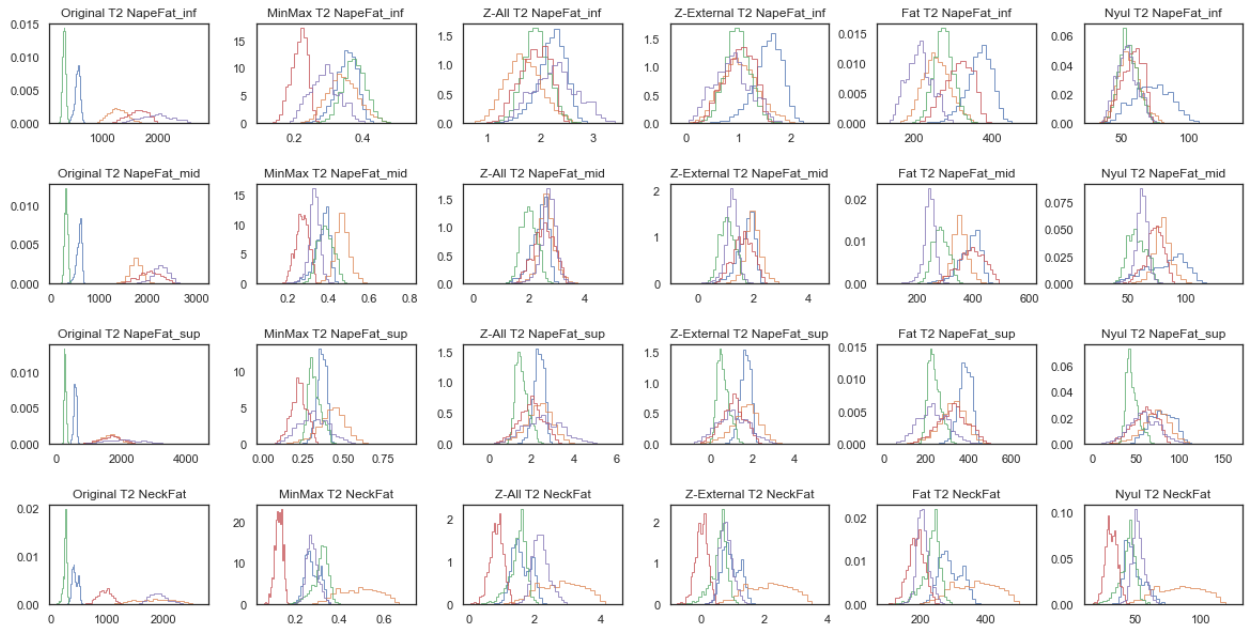 Original T2 NapeFat_inf MinMax T2 NapeFat_inf Z-All T2 NapeFat_inf Z-External T2 NapeFat_inf Fat T2 NapeFat_inf Nyul T2 NapeFat_inf
0.015 0.010 0.005 0.000 15 10 5 0 1.5 1.0 0.5 0.0 1.5 1.0 0.5 0.0 0.015 0.010 0.005 0.000 0.06 0.04 0.02 0.00
1000 2000 0.2 0.4 1 2 3 0 1 2 200 400 50 100
Original T2 NapeFat_mid MinMax T2 NapeFat_mid Z-All T2 NapeFat_mid Z-External T2 NapeFat_mid Fat T2 NapeFat_mid Nyul T2 NapeFat_mid
0.010 0.005 0.000 15 10 5 0 1.5 1.0 0.5 0.0 2 1 0 0.02 0.01 0.00 0.075 0.050 0.025 0.000
0 1000 2000 3000 0.2 0.4 0.6 0.8 0 2 4 0 2 4 200 400 600 50 100
Original T2 NapeFat_sup MinMax T2 NapeFat_sup Z-All T2 NapeFat_sup Z-External T2 NapeFat_sup Fat T2 NapeFat_sup Nyul T2 NapeFat_sup
0.010 0.005 0.000 10 5 0 1.5 1.0 0.5 0.0 1.5 1.0 0.5 0.0 0.015 0.010 0.005 0.000 0.06 0.04 0.02 0.00
0 2000 4000 0.00 0.25 0.50 0.75 0 2 4 6 0 2 4 0 200 400 600 0 50 100 150
Original T2 NeckFat MinMax T2 NeckFat Z-All T2 NeckFat Z-External T2 NeckFat Fat T2 NeckFat Nyul T2 NeckFat
0.02 0.01 0.00 20 10 0 2 1 0 2 1 0 0.02 0.01 0.00 0.10 0.05 0.00
0 1000 2000 0.2 0.4 0.6 0 1 2 3 4 0 2 4 200 400 50 100